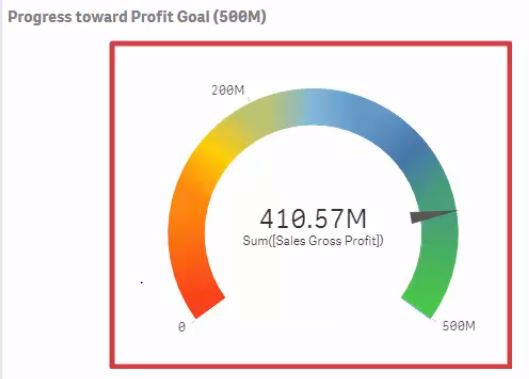 Progress toward Profit Goal (500M)
200M
410.57M
Sum([Sales Gross Profit])
0
500M